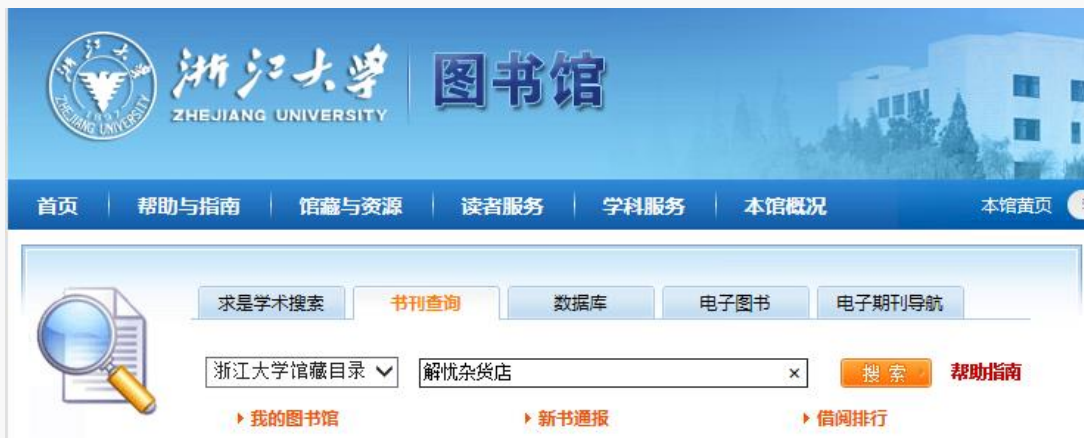 浙江大学
ZHEJIANG UNIVERSITY
图书馆
首页 帮助与指南 馆藏与资源 读者服务 学科服务 本馆概况 本馆黄页
求是学术搜索 书刊查询 数据库 电子图书 电子期刊导航
浙江大学馆藏目录 解忧杂货店 × 搜索 帮助指南
我的图书馆 新书通报 借阅排行